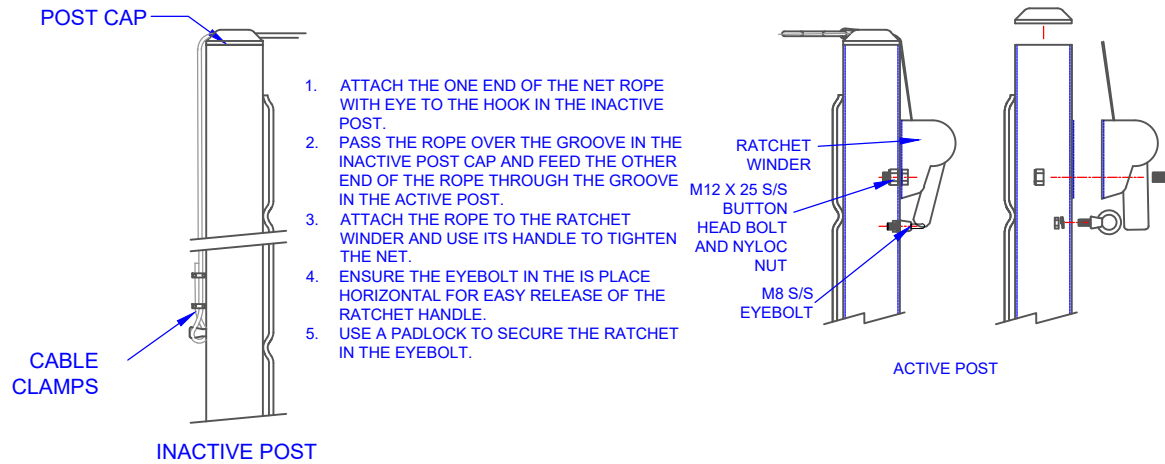 POST CAP
1. ATTACH THE ONE END OF THE NET ROPE
WITH EYE TO THE HOOK IN THE INACTIVE
POST.
2. PASS THE ROPE OVER THE GROOVE IN THE
INACTIVE POST CAP AND FEED THE OTHER
END OF THE ROPE THROUGH THE GROOVE
IN THE ACTIVE POST.
3. ATTACH THE ROPE TO THE RATCHET
WINDER AND USE ITS HANDLE TO TIGHTEN
THE NET.
4. ENSURE THE EYEBOLT IN THE IS PLACE
HORIZONTAL FOR EASY RELEASE OF THE
RATCHET HANDLE.
5. USE A PADLOCK TO SECURE THE RATCHET
IN THE EYEBOLT.
CABLE
CLAMPS
INACTIVE POST
RATCHET
WINDER
M12 X 25 S/S
BUTTON
HEAD BOLT
AND NYLOC
NUT
M8 S/S
EYEBOLT
ACTIVE POST